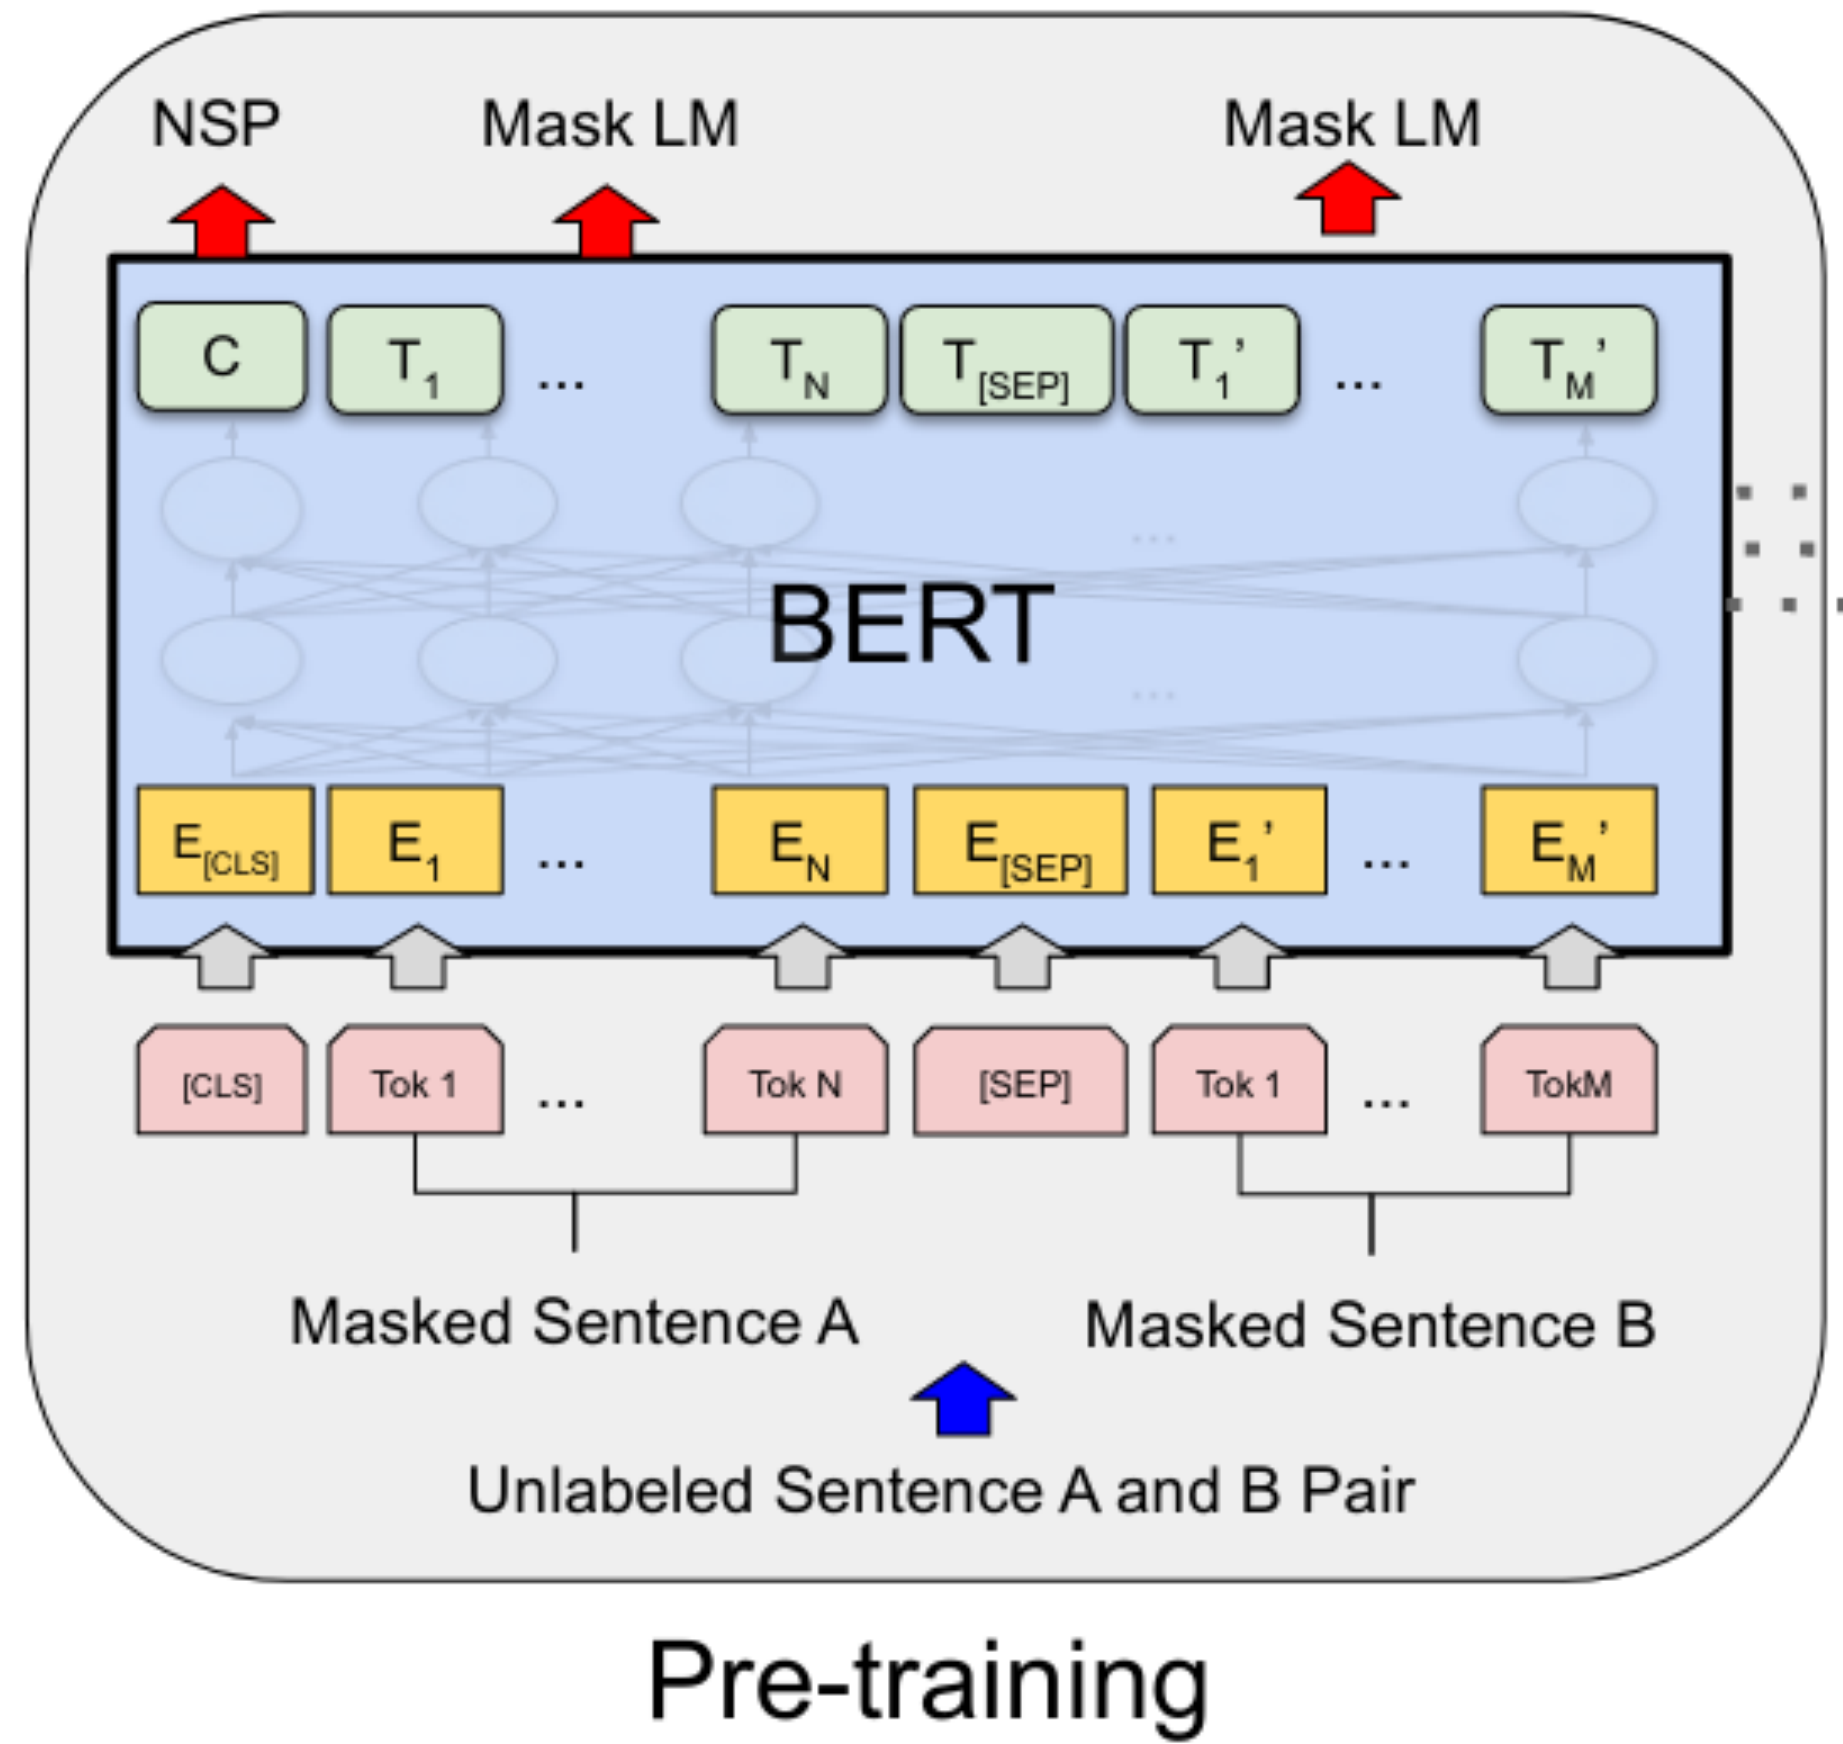 NSP Mask LM Mask LM
C T1 ... TN T[SEP] T1’ ... TM’
...
BERT
...
E[CLS] E1 ... EN E[SEP] E1’ ... EM’
[CLS] Tok 1 ... Tok N [SEP] Tok 1 ... TokM
Masked Sentence A Masked Sentence B
Unlabeled Sentence A and B Pair
Pre-training